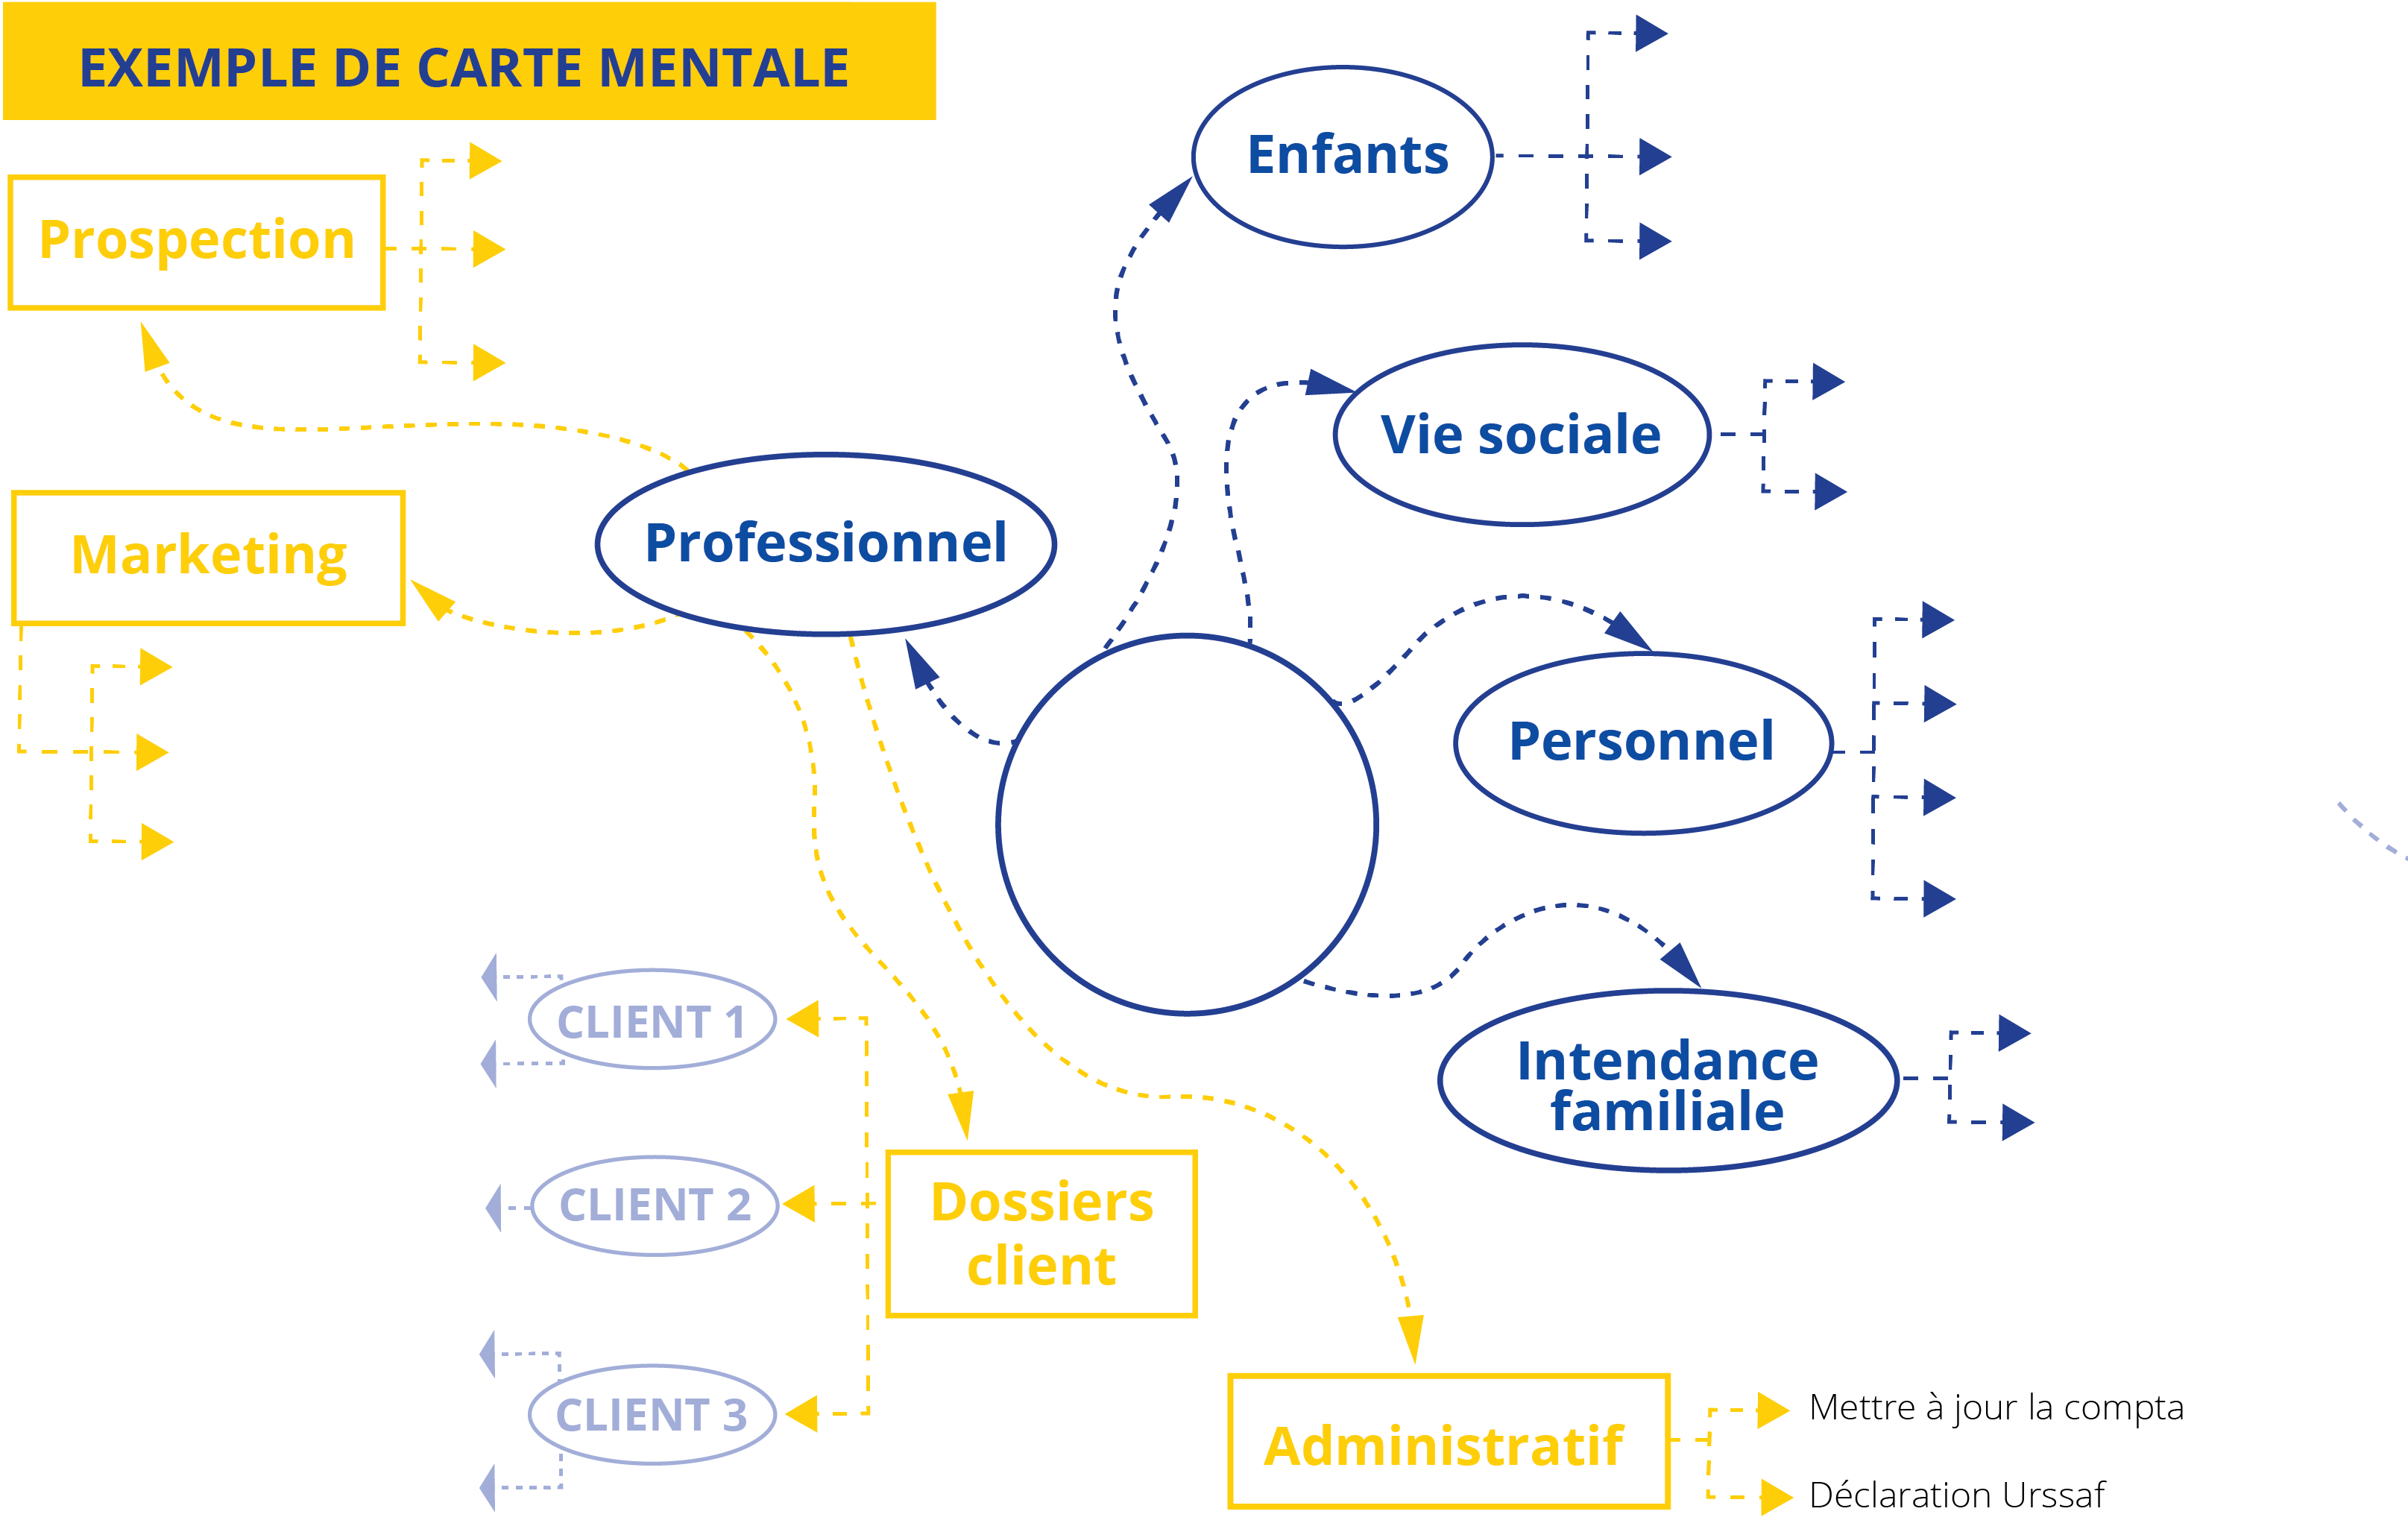 EXEMPLE DE CARTE MENTALE
Enfants
Prospection
Vie sociale
Professionnel
Marketing
Personnel
CLIENT 1
Intendance
familiale
CLIENT 2
Dossiers
client
CLIENT 3
Administratif
Mettre à jour la compta
Déclaration Urssaf